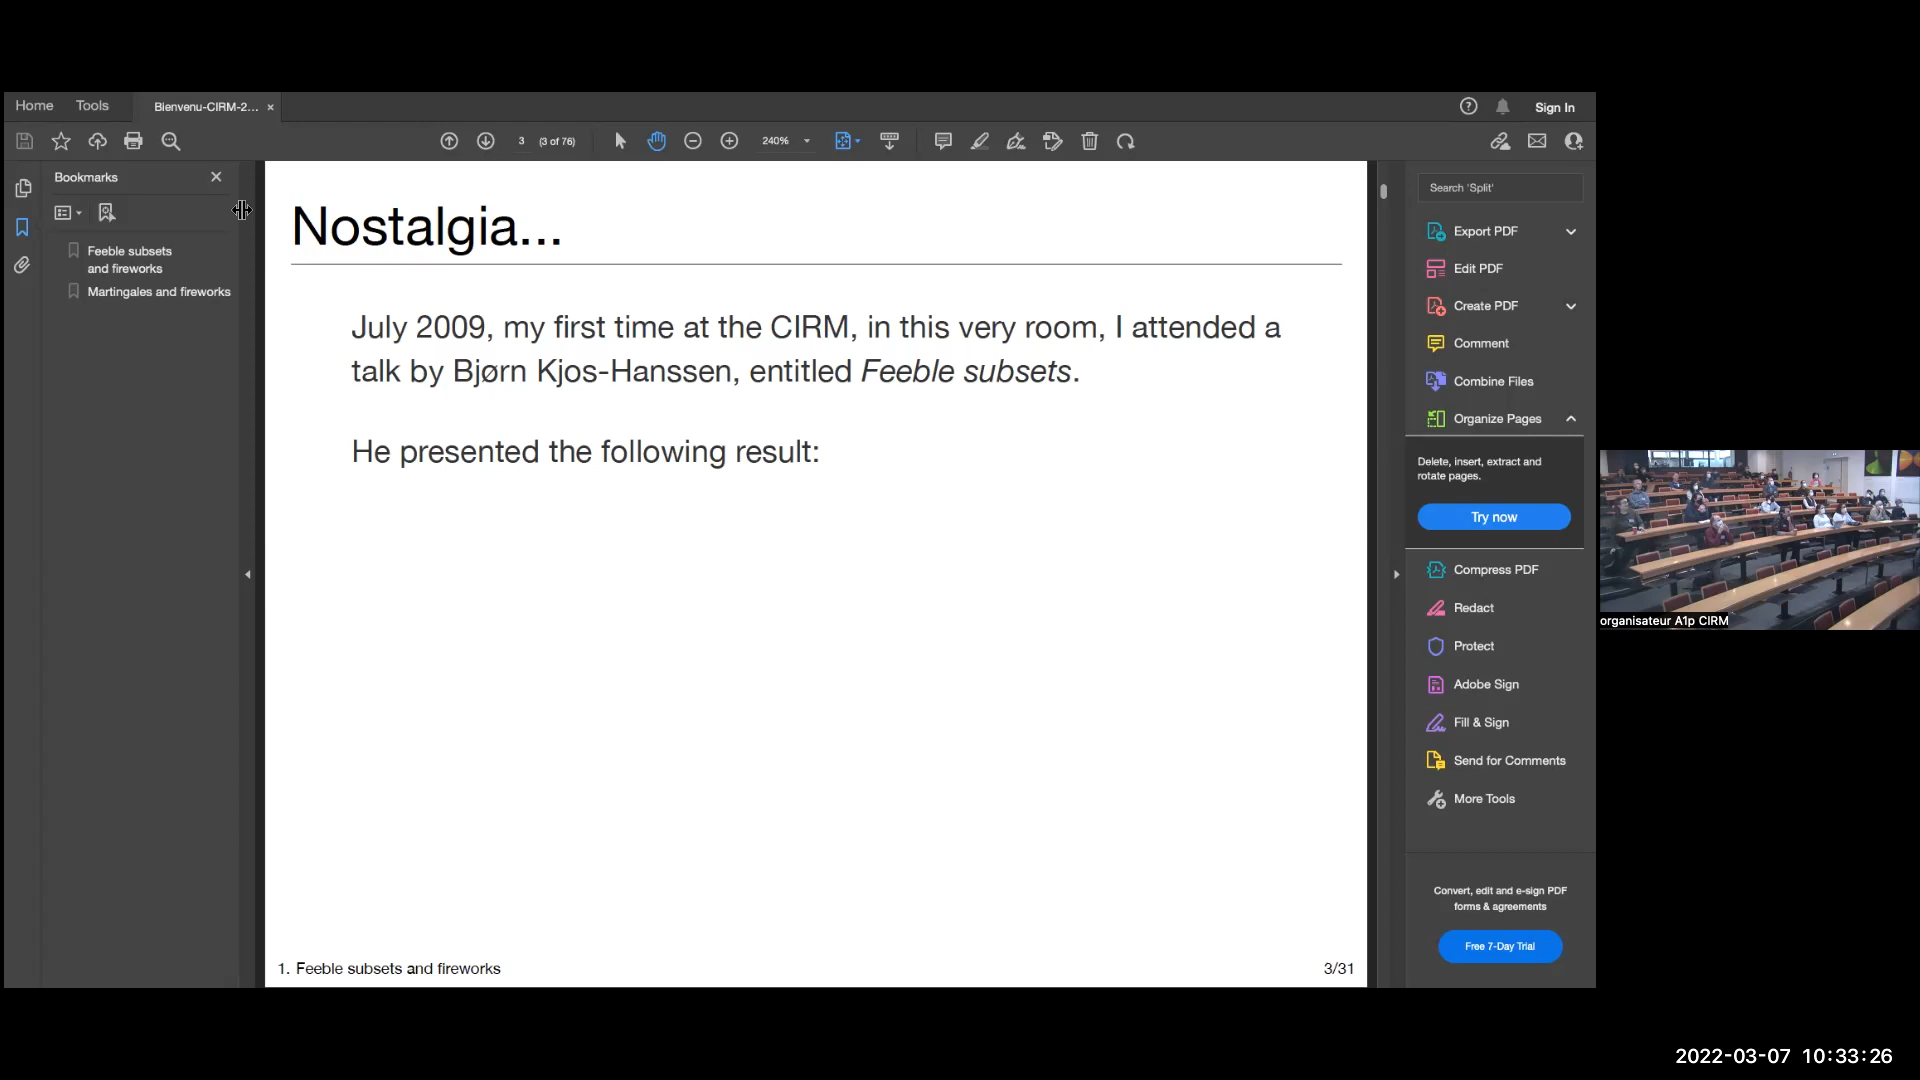 Home Tools Bienvenu-CIRM-2... × Sign In
3 (3 of 76) 240%
Bookmarks
Feeble subsets
and fireworks
Martingales and fireworks
Nostalgia...
July 2009, my first time at the CIRM, in this very room, I attended a
talk by Bjørn Kjos-Hanssen, entitled Feeble subsets.
He presented the following result:
1. Feeble subsets and fireworks 3/31
Search 'Split'
Export PDF
Edit PDF
Create PDF
Comment
Combine Files
Organize Pages
Delete, insert, extract and
rotate pages.
Try now
Compress PDF
Redact
Protect
Adobe Sign
Fill & Sign
Send for Comments
More Tools
Convert, edit and e-sign PDF
forms & agreements
Free 7-Day Trial
organisateur A1p CIRM
2022-03-07 10:33:26